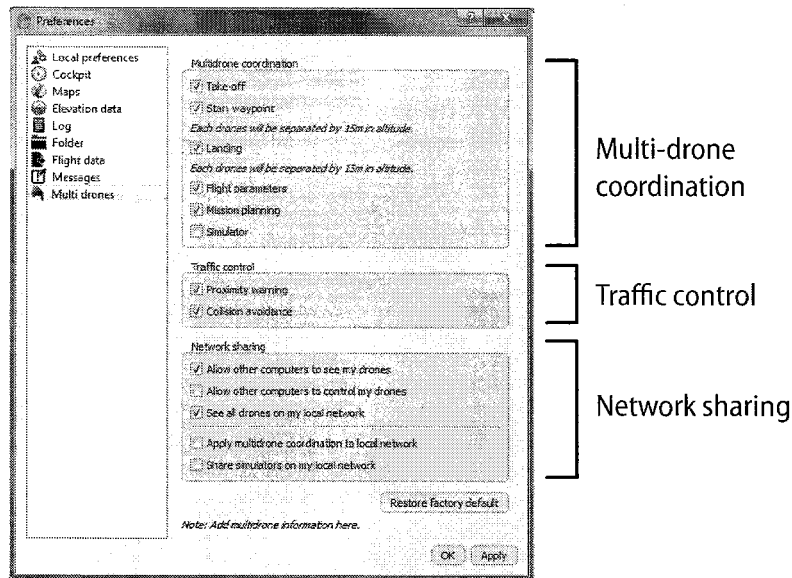 Preferences
Local preferences
Cockpit
Maps
Elevation data
Log
Folder
Flight data
Messages
Multi drones
Multidrone coordination
Take-off
Start waypoint
Each drones will be separated by 15m in altitude.
Landing
Each drones will be separated by 15m in altitude.
Flight parameters
Mission planning
Simulator
Traffic control
Proximity warning
Collision avoidance
Network sharing
Allow other computers to see my drones
Allow other computers to control my drones
See all drones on my local network
Apply multidrone coordination to local network
Share simulators on my local network
Restore factory default
Note: Add multidrone information here.
OK
Apply
Multi-drone
coordination
Traffic control
Network sharing